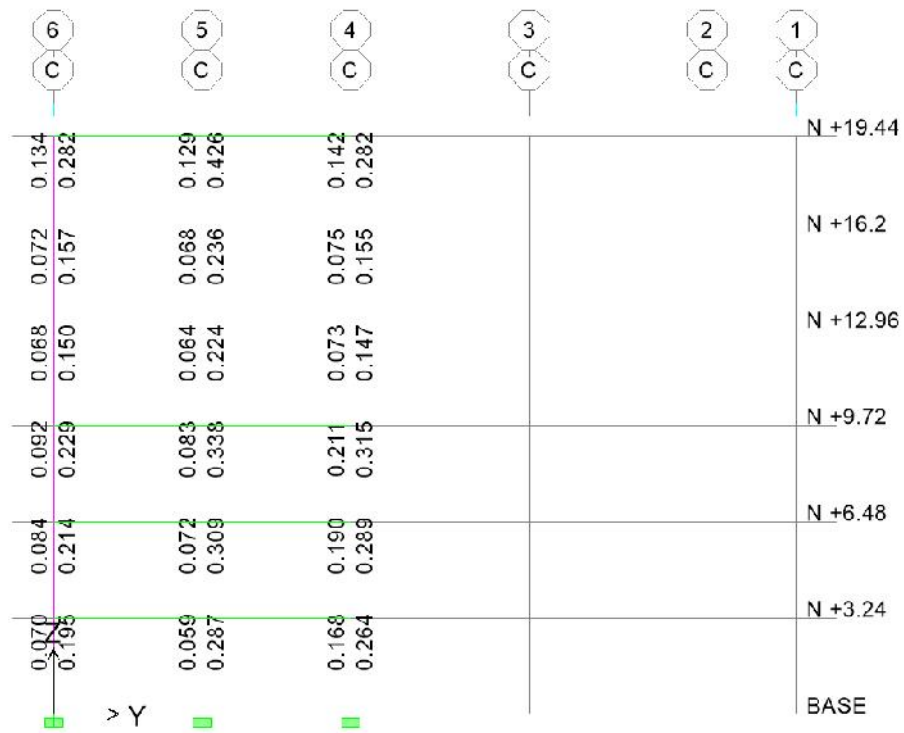 6 5 4 3 2 1
C C C C C C
N +19.44
0.134 0.282 0.129 0.426 0.142 0.282
N +16.2
0.072 0.157 0.068 0.236 0.075 0.155
N +12.96
0.068 0.150 0.064 0.224 0.073 0.147
N +9.72
0.092 0.229 0.083 0.338 0.211 0.315
N +6.48
0.084 0.214 0.072 0.309 0.190 0.289
N +3.24
0.070 0.195 0.059 0.287 0.168 0.264
Z
> Y
BASE